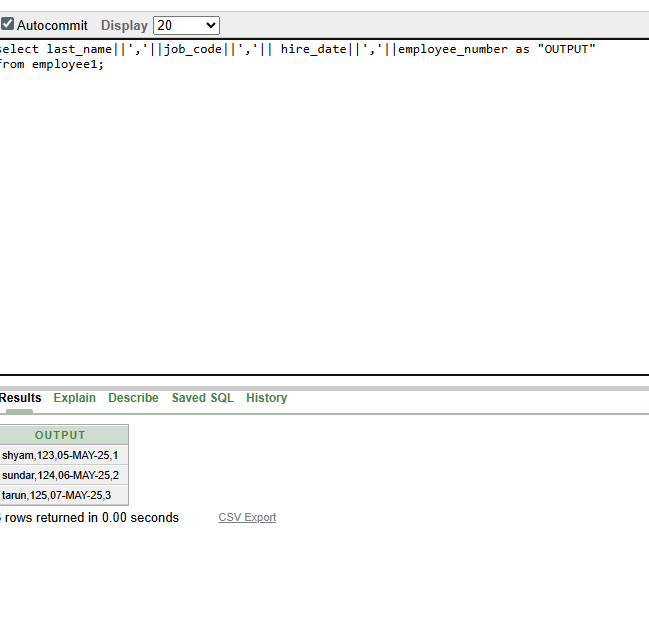 Autocommit Display 20
select last_name||','||job_code||','|| hire_date||','||employee_number as "OUTPUT"
from employee1;
Results Explain Describe Saved SQL History
OUTPUT
shyam,123,05-MAY-25,1
sundar,124,06-MAY-25,2
tarun,125,07-MAY-25,3
rows returned in 0.00 seconds CSV Export